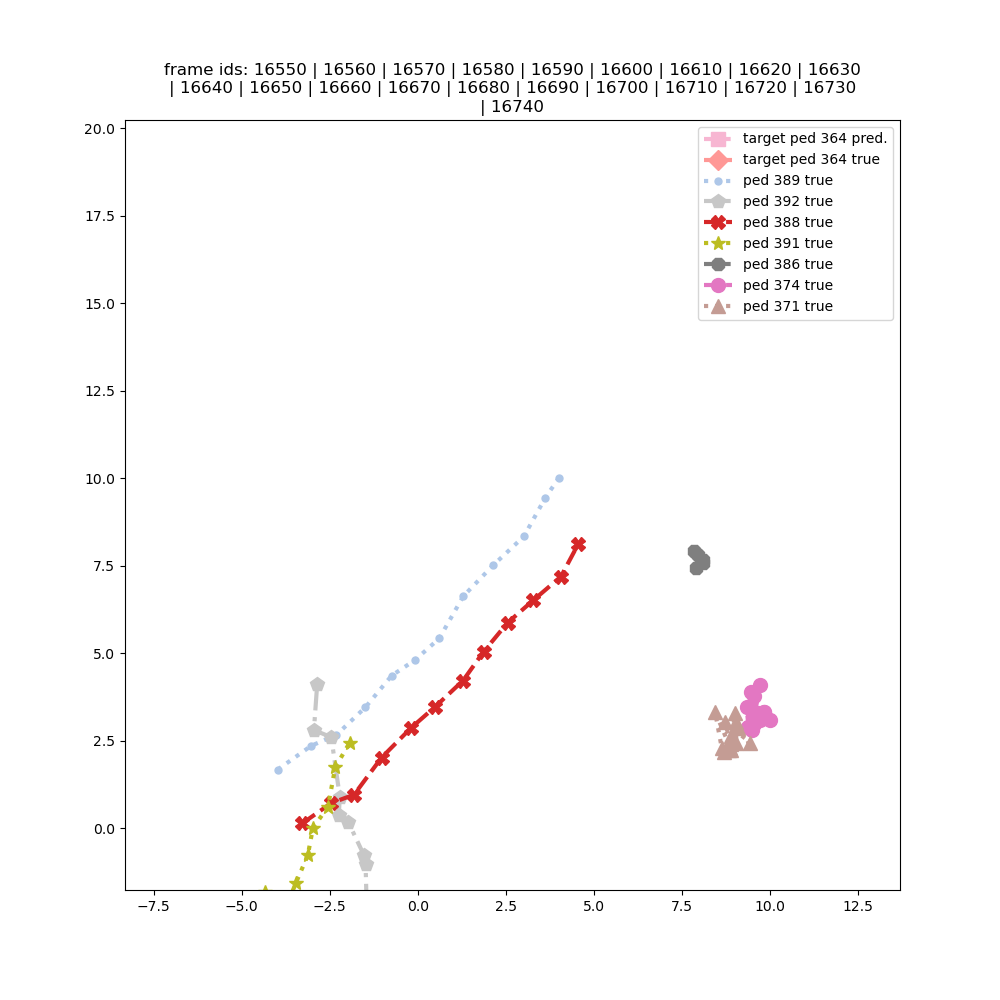 frame ids: 16550 | 16560 | 16570 | 16580 | 16590 | 16600 | 16610 | 16620 | 16630
| 16640 | 16650 | 16660 | 16670 | 16680 | 16690 | 16700 | 16710 | 16720 | 16730
| 16740
target ped 364 pred.
target ped 364 true
ped 389 true
ped 392 true
ped 388 true
ped 391 true
ped 386 true
ped 374 true
ped 371 true
20.0
17.5
15.0
12.5
10.0
7.5
5.0
2.5
0.0
−7.5 −5.0 −2.5 0.0 2.5 5.0 7.5 10.0 12.5